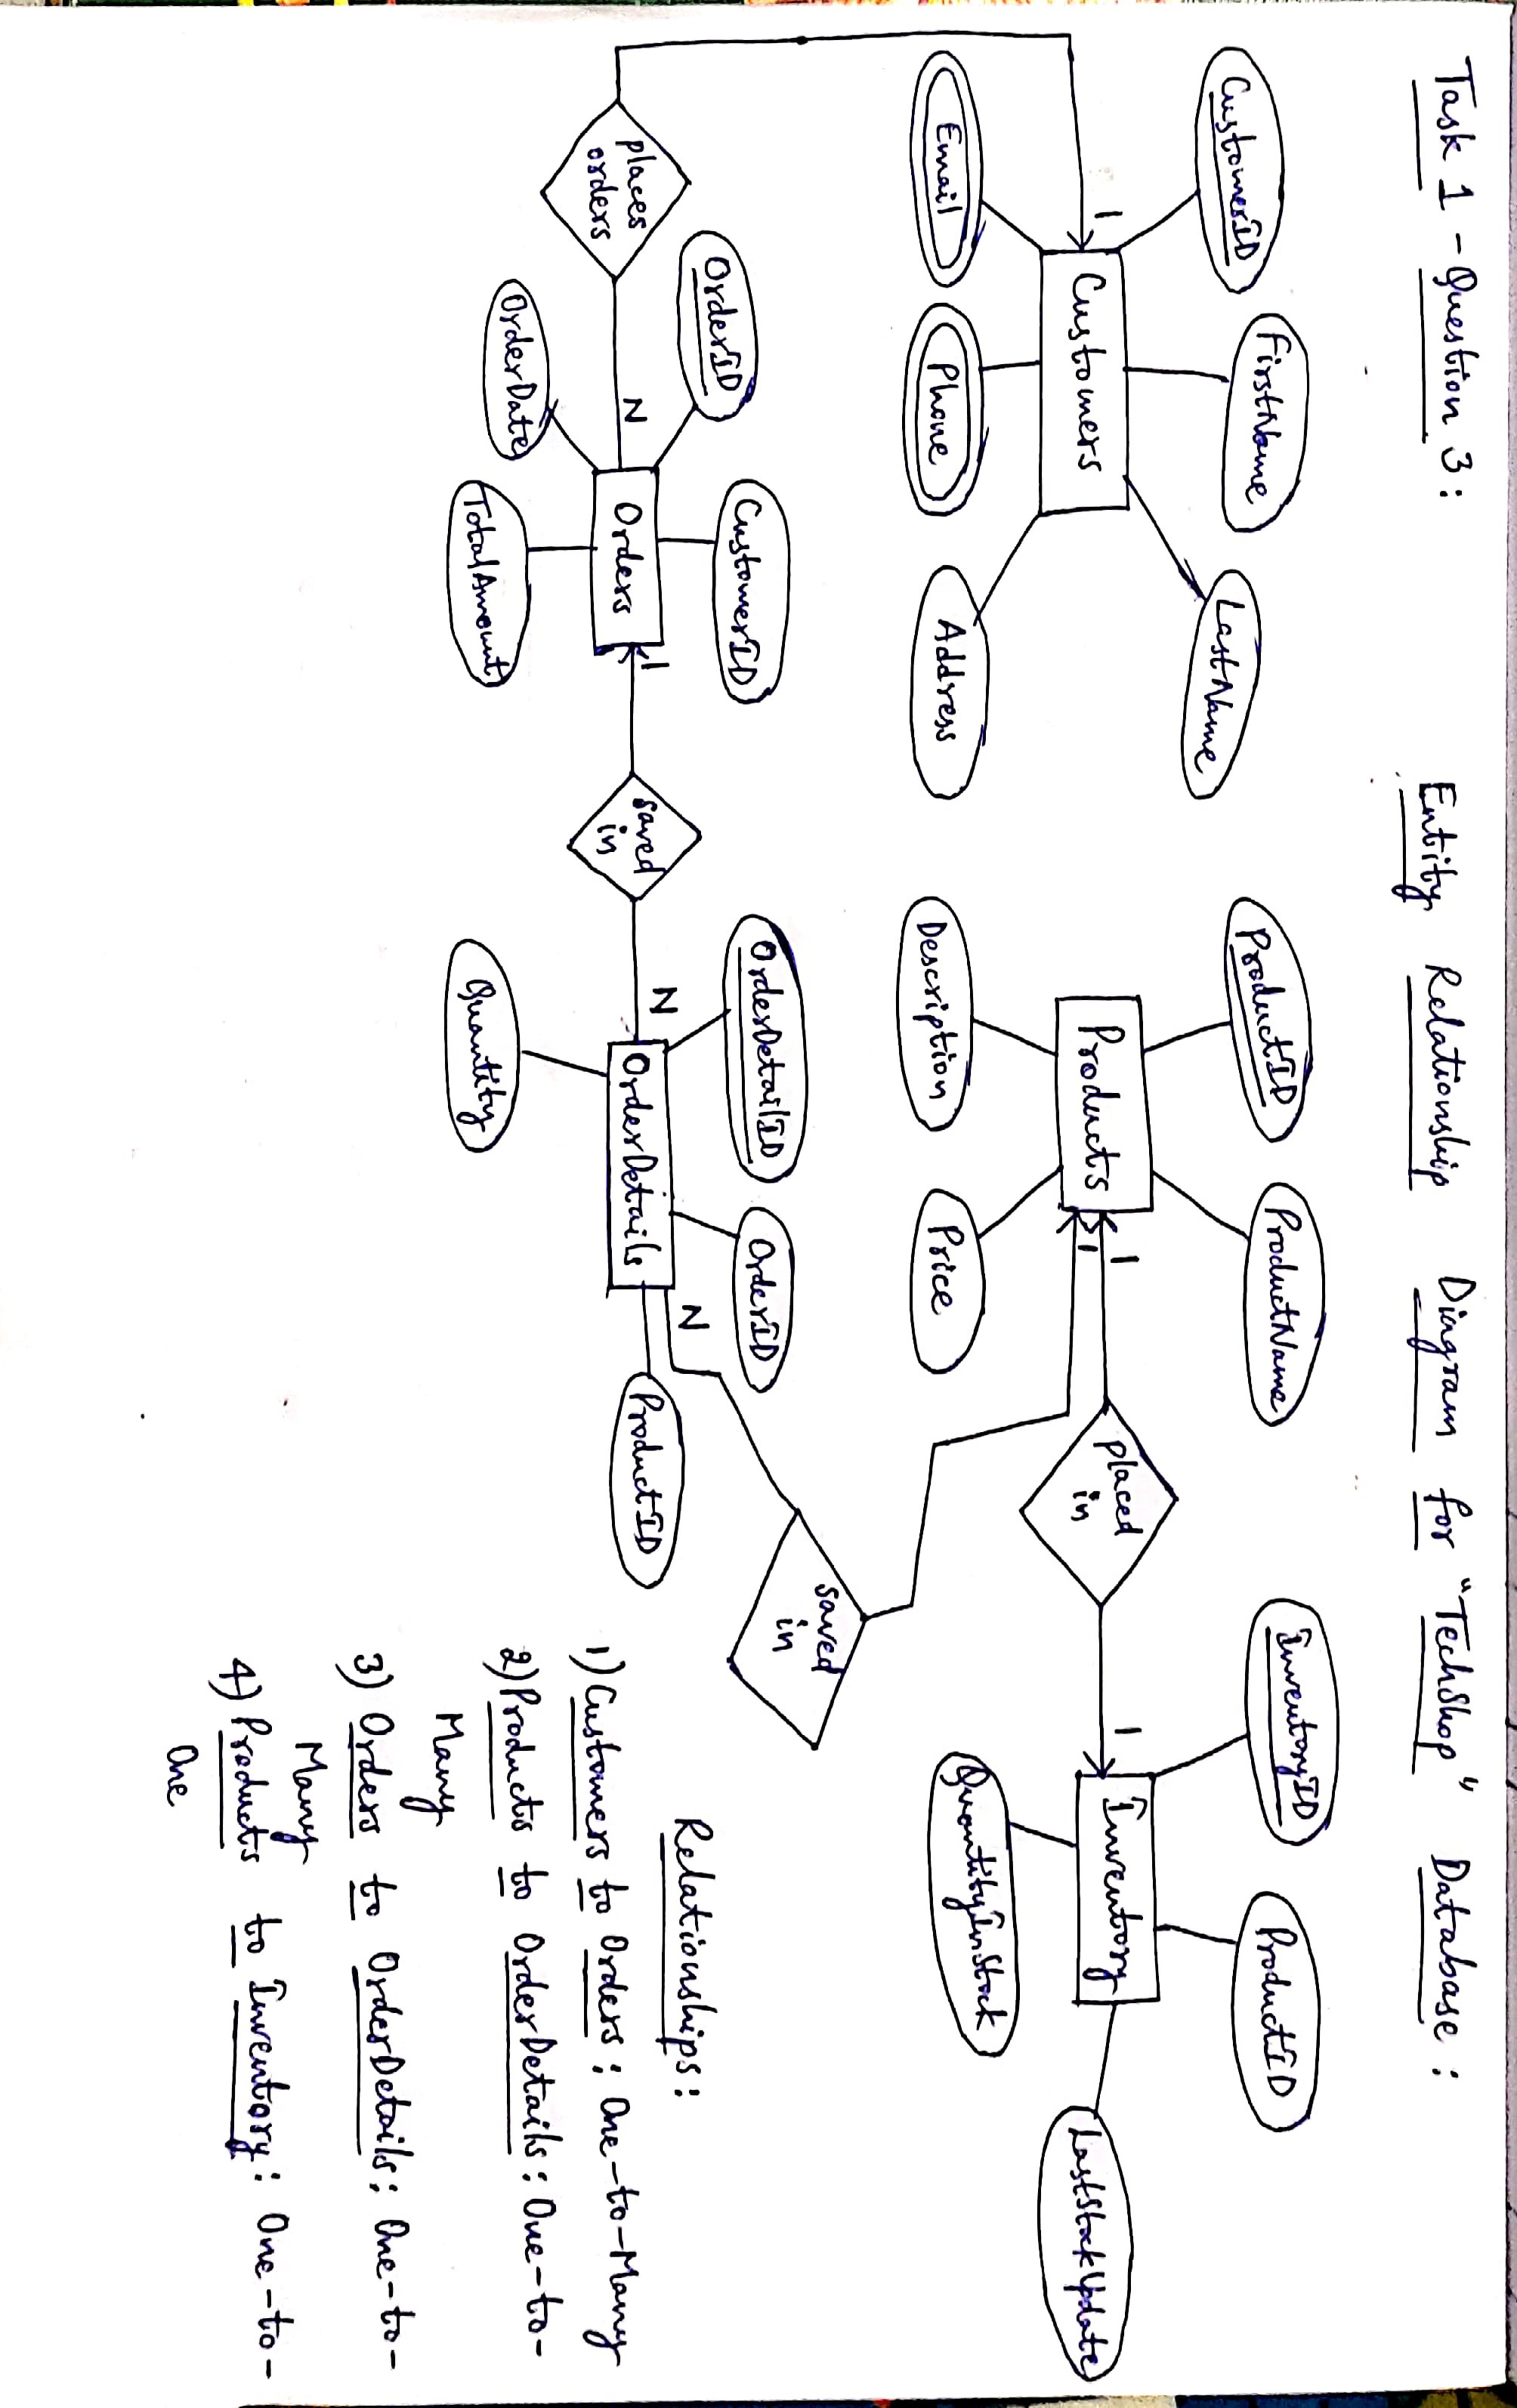 Task 1 - Question 3:
Entity Relationship Diagram for "TechShop" Database:
CustomerID
FirstName
LastName
Customers
1
Email
Phone
Address
ProductID
ProductName
Products
1
1
Description
Price
placed
in
1
InventoryID
ProductID
Inventory
QuantityInStock
LastStockUpdate
places
orders
N
OrderID
CustomerID
Orders
1
OrderDate
TotalAmount
saved
in
N
OrderDetailID
OrderID
OrderDetails
N
Quantity
ProductID
saved
in
Relationships:
1) Customers to Orders: One-to-Many
2) Products to OrderDetails: One-to-
Many
3) Orders to OrderDetails: One-to-
Many
4) Products to Inventory: One-to-
One